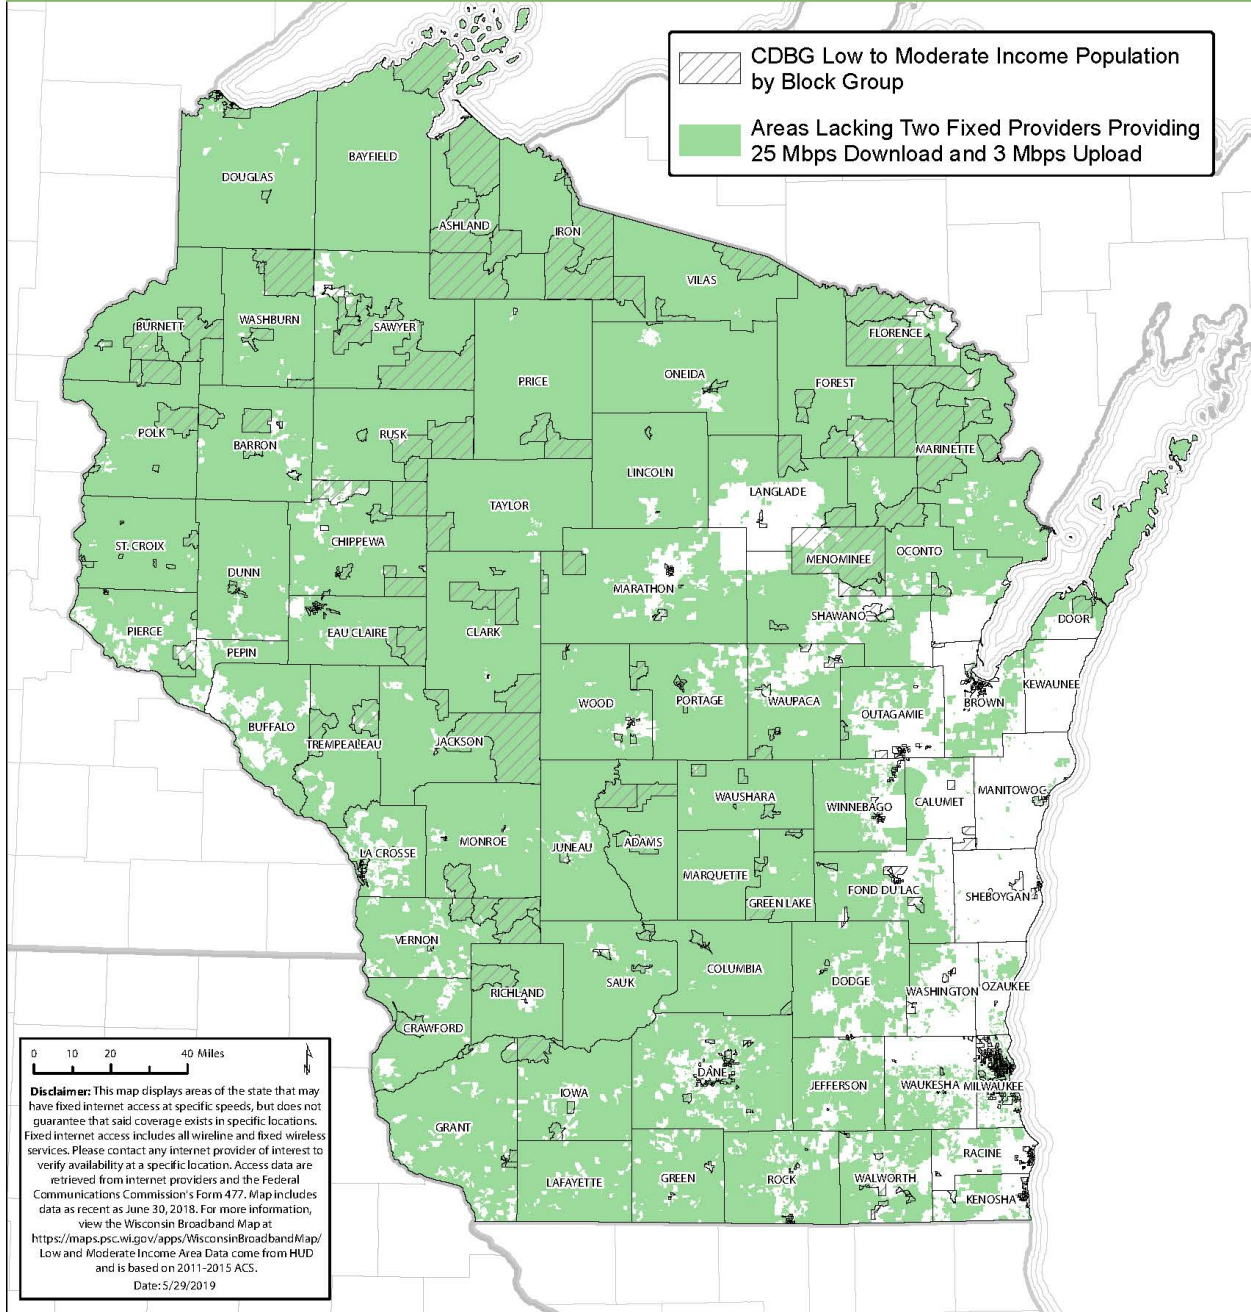 CDBG Low to Moderate Income Population
by Block Group
Areas Lacking Two Fixed Providers Providing
25 Mbps Download and 3 Mbps Upload
BAYFIELD
DOUGLAS
ASHLAND
IRON
VILAS
BURNETT
WASHBURN
SAWYER
FLORENCE
PRICE
ONEIDA
FOREST
POLK
BARRON
RUSK
MARINETTE
LINCOLN
LANGLADE
TAYLOR
ST. CROIX
CHIPPEWA
OCONTO
DUNN
MENOMINEE
MARATHON
SHAWANO
DOOR
PIERCE
EAU CLAIRE
CLARK
PEPIN
KEWAUNEE
WOOD
PORTAGE
WAUPACA
BROWN
OUTAGAMIE
BUFFALO
TREMPEALEAU
JACKSON
MANITOWOC
WAUSHARA
CALUMET
WINNEBAGO
MONROE
JUNEAU
ADAMS
LA CROSSE
MARQUETTE
FOND DU LAC
SHEBOYGAN
GREEN LAKE
VERNON
COLUMBIA
SAUK
DODGE
RICHLAND
WASHINGTON
OZAUKEE
CRAWFORD
DANE
JEFFERSON
WAUKESHA
MILWAUKEE
IOWA
GRANT
RACINE
LAFAYETTE
GREEN
ROCK
WALWORTH
KENOSHA
0 10 20 40 Miles
N
Disclaimer: This map displays areas of the state that may
have fixed internet access at specific speeds, but does not
guarantee that said coverage exists in specific locations.
Fixed internet access includes all wireline and fixed wireless
services. Please contact any internet provider of interest to
verify availability at a specific location. Access data are
retrieved from internet providers and the Federal
Communications Commission's Form 477. Map includes
data as recent as June 30, 2018. For more information,
view the Wisconsin Broadband Map at
https://maps.psc.wi.gov/apps/WisconsinBroadbandMap/
Low and Moderate Income Area Data come from HUD
and is based on 2011-2015 ACS.
Date: 5/29/2019